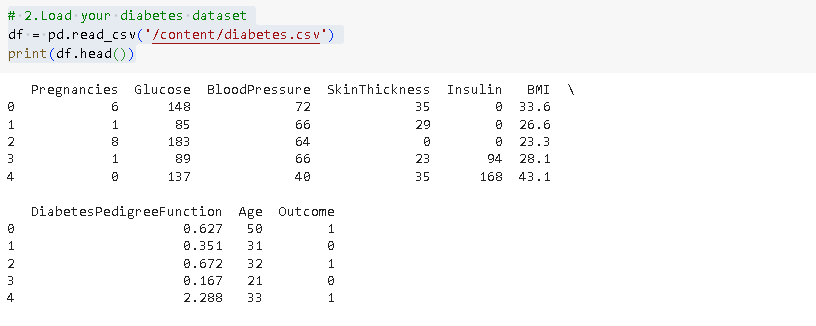 # 2.Load your diabetes dataset
df = pd.read_csv('/content/diabetes.csv')
print(df.head())
   Pregnancies  Glucose  BloodPressure  SkinThickness  Insulin   BMI  \
0            6      148             72             35        0  33.6
1            1       85             66             29        0  26.6
2            8      183             64              0        0  23.3
3            1       89             66             23       94  28.1
4            0      137             40             35      168  43.1
   DiabetesPedigreeFunction  Age  Outcome
0                     0.627   50        1
1                     0.351   31        0
2                     0.672   32        1
3                     0.167   21        0
4                     2.288   33        1